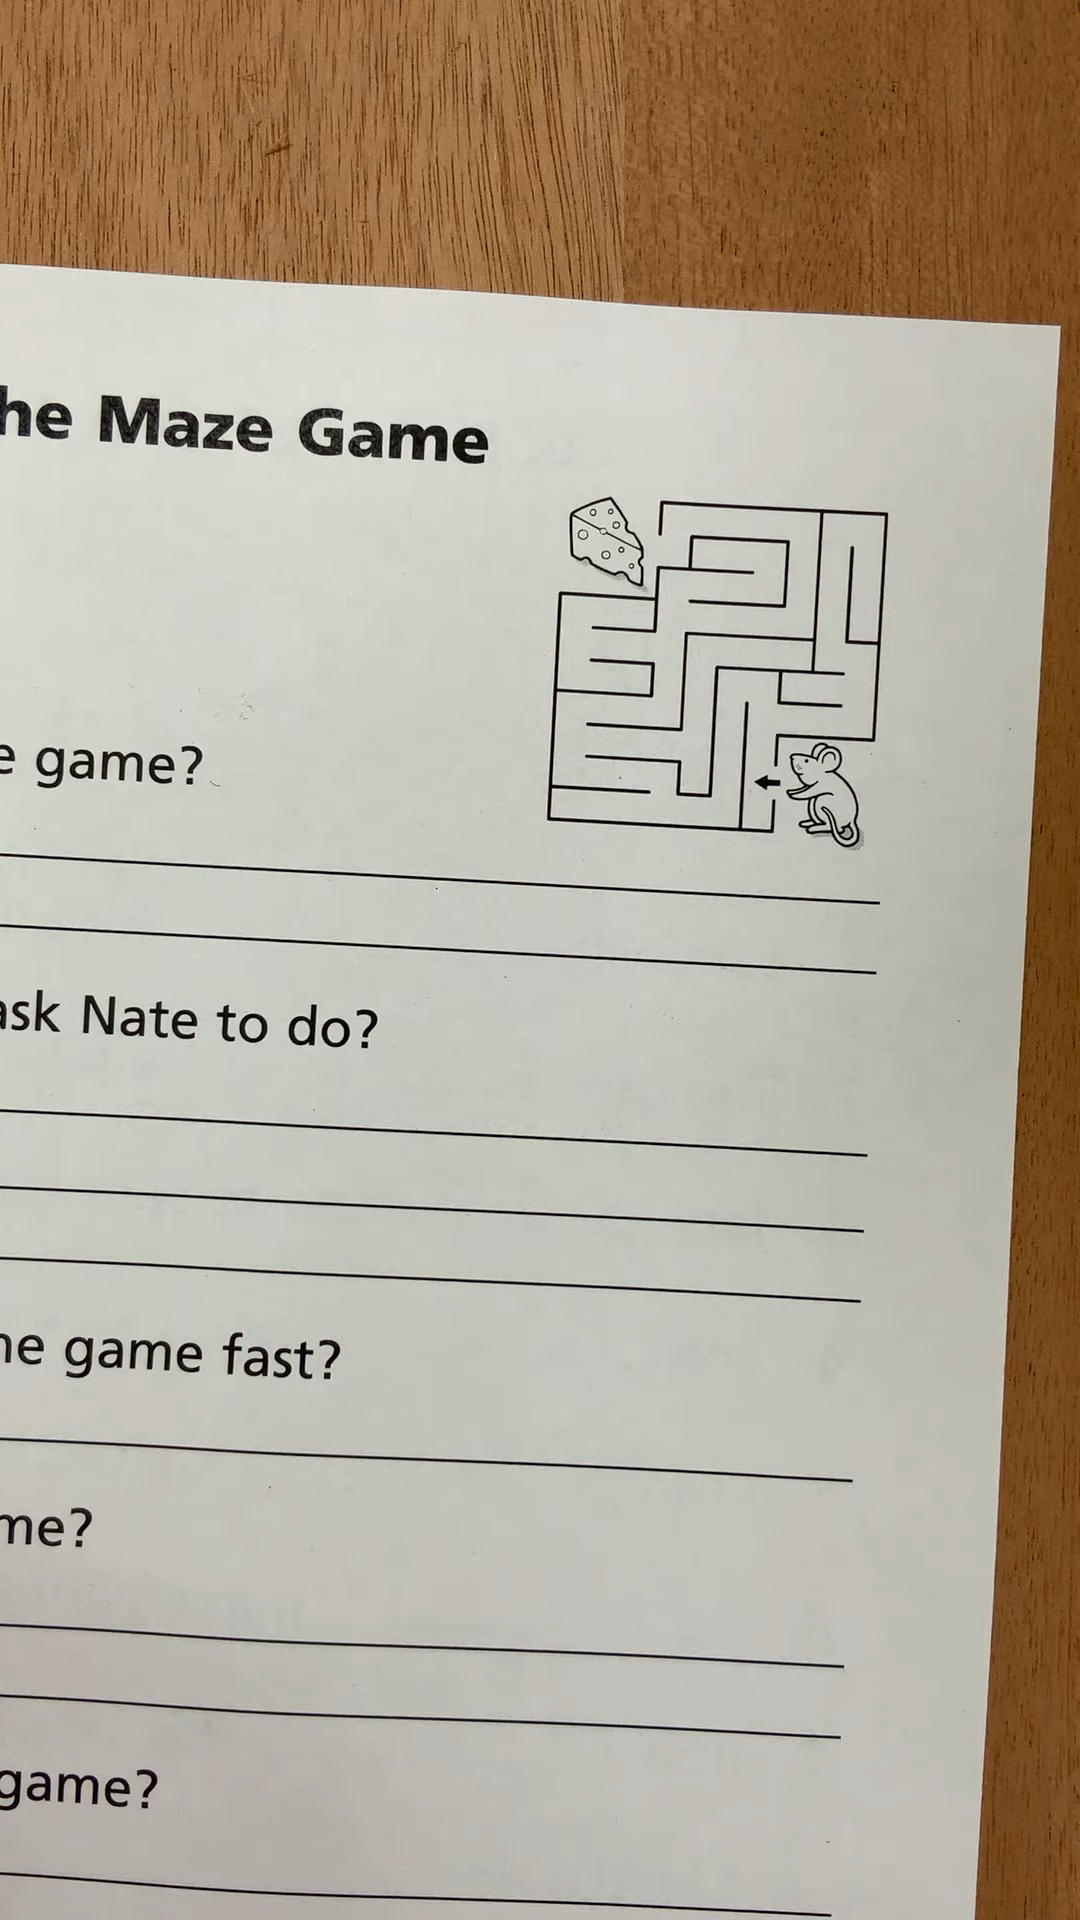 he Maze Game
e game?
ask Nate to do?
he game fast?
me?
game?